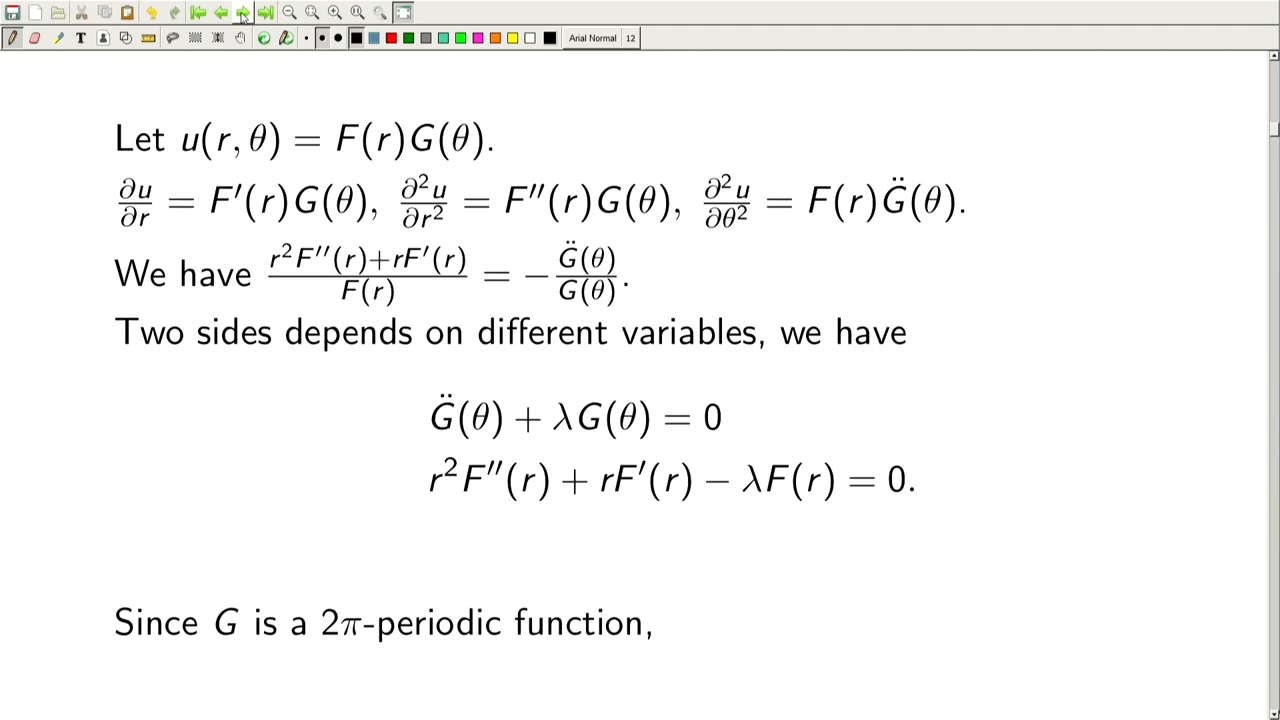 Arial Normal 12
Let u(r, θ) = F(r)G(θ).
∂u/∂r = F′(r)G(θ), ∂²u/∂r² = F″(r)G(θ), ∂²u/∂θ² = F(r)G̈(θ).
We have (r²F″(r)+rF′(r))/F(r) = −G̈(θ)/G(θ).
Two sides depends on different variables, we have
G̈(θ) + λG(θ) = 0
r²F″(r) + rF′(r) − λF(r) = 0.
Since G is a 2π-periodic function,